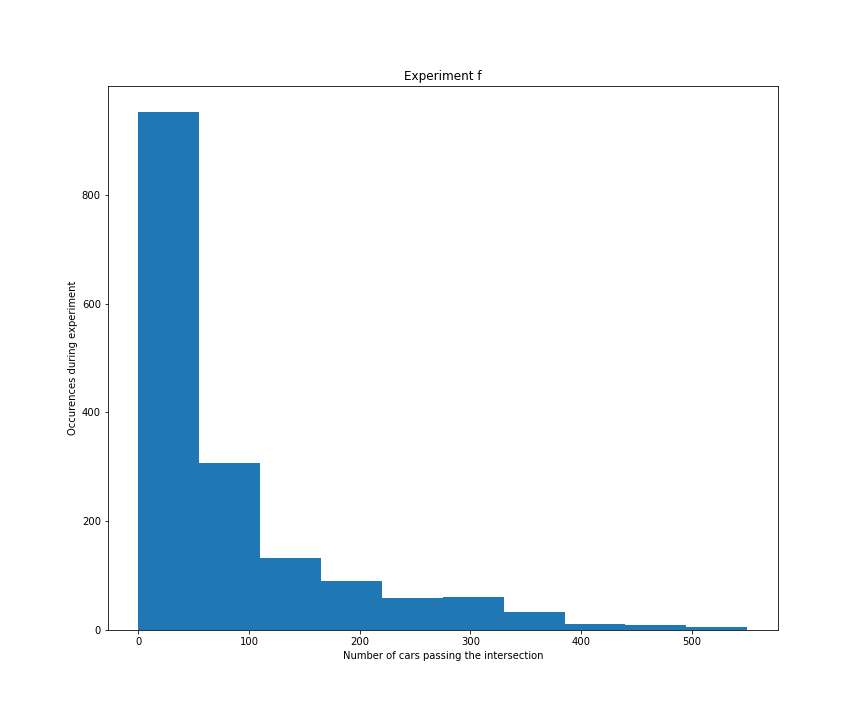 Experiment f
Occurences during experiment
800
600
400
200
0
0 100 200 300 400 500
Number of cars passing the intersection